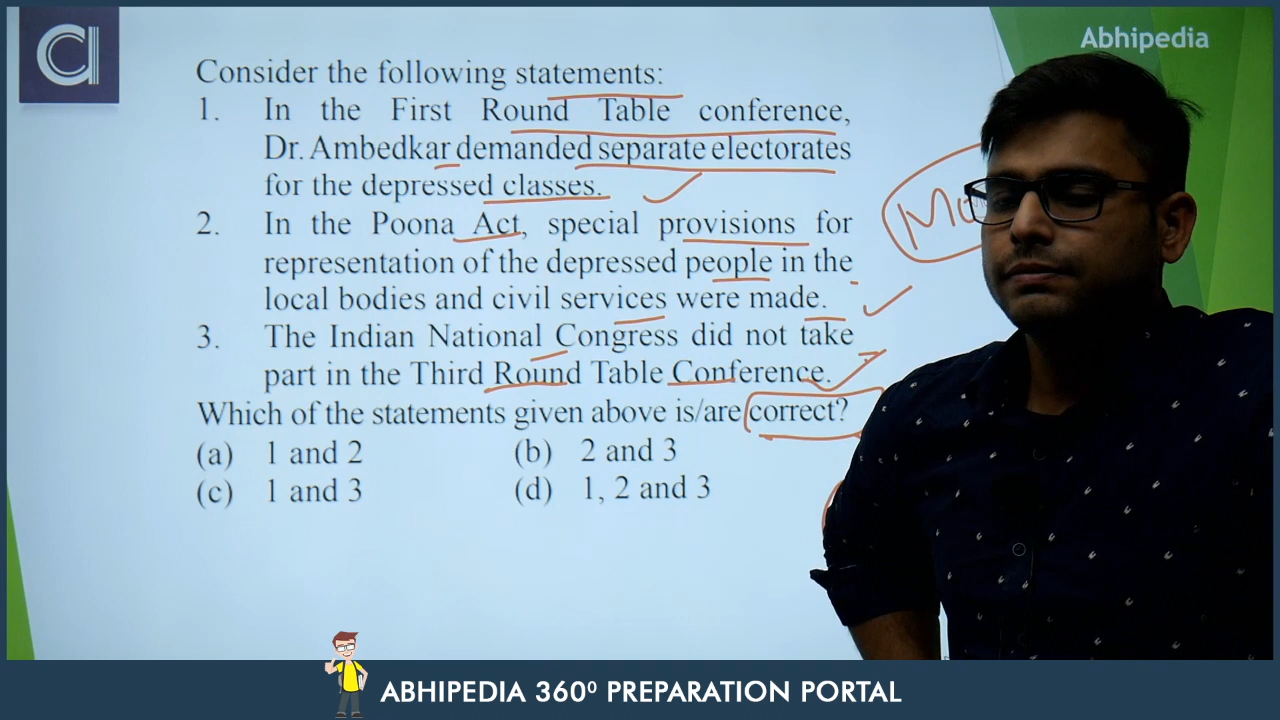 Abhipedia
Consider the following statements:
1. In the First Round Table conference,
Dr. Ambedkar demanded separate electorates
for the depressed classes.
2. In the Poona Act, special provisions for
representation of the depressed people in the
local bodies and civil services were made.
3. The Indian National Congress did not take
part in the Third Round Table Conference.
Which of the statements given above is/are correct?
(a) 1 and 2 (b) 2 and 3
(c) 1 and 3 (d) 1, 2 and 3
ABHIPEDIA 360⁰ PREPARATION PORTAL